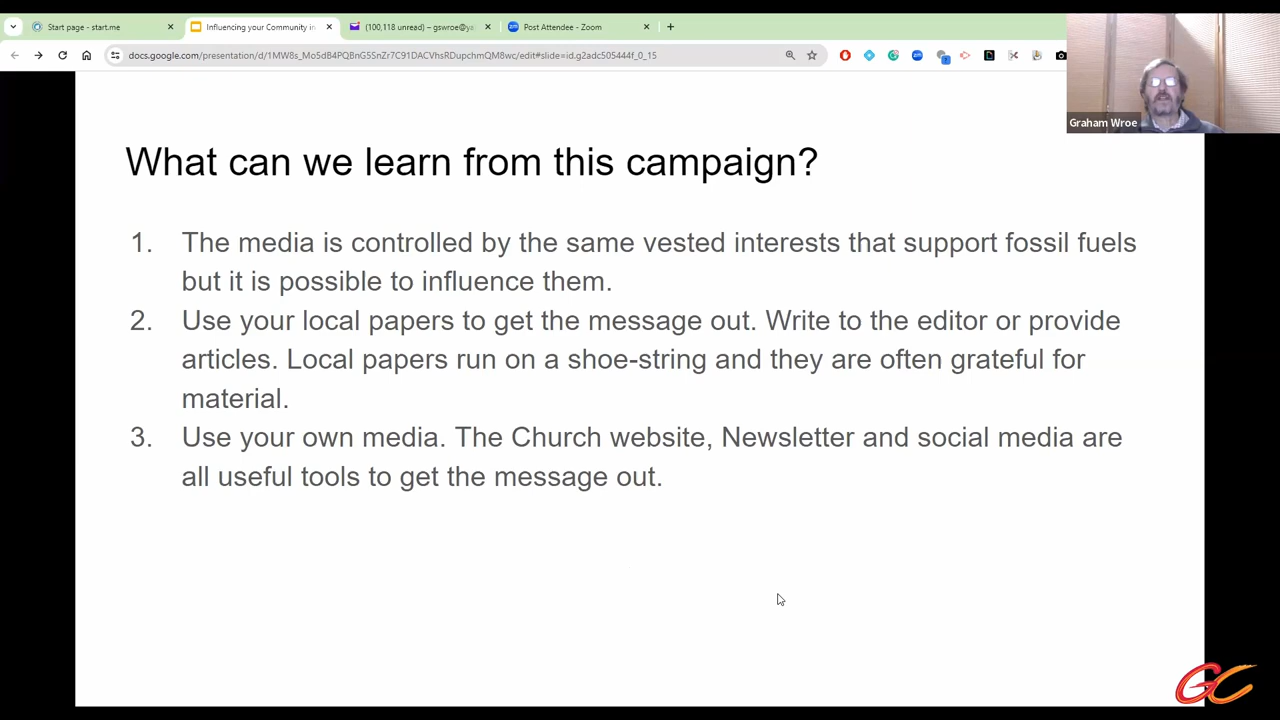 Start page - start.me
Influencing your Community in
(100,118 unread) – gswroe@ya
Post Attendee - Zoom
docs.google.com/presentation/d/1MW8s_MoSd84PQBnG5SnZr7C91DACVhsRDupchmQM8wc/edit#slide=id.g2adc505444f_0_15
Graham Wroe
What can we learn from this campaign?
1. The media is controlled by the same vested interests that support fossil fuels
but it is possible to influence them.
2. Use your local papers to get the message out. Write to the editor or provide
articles. Local papers run on a shoe-string and they are often grateful for
material.
3. Use your own media. The Church website, Newsletter and social media are
all useful tools to get the message out.
GC